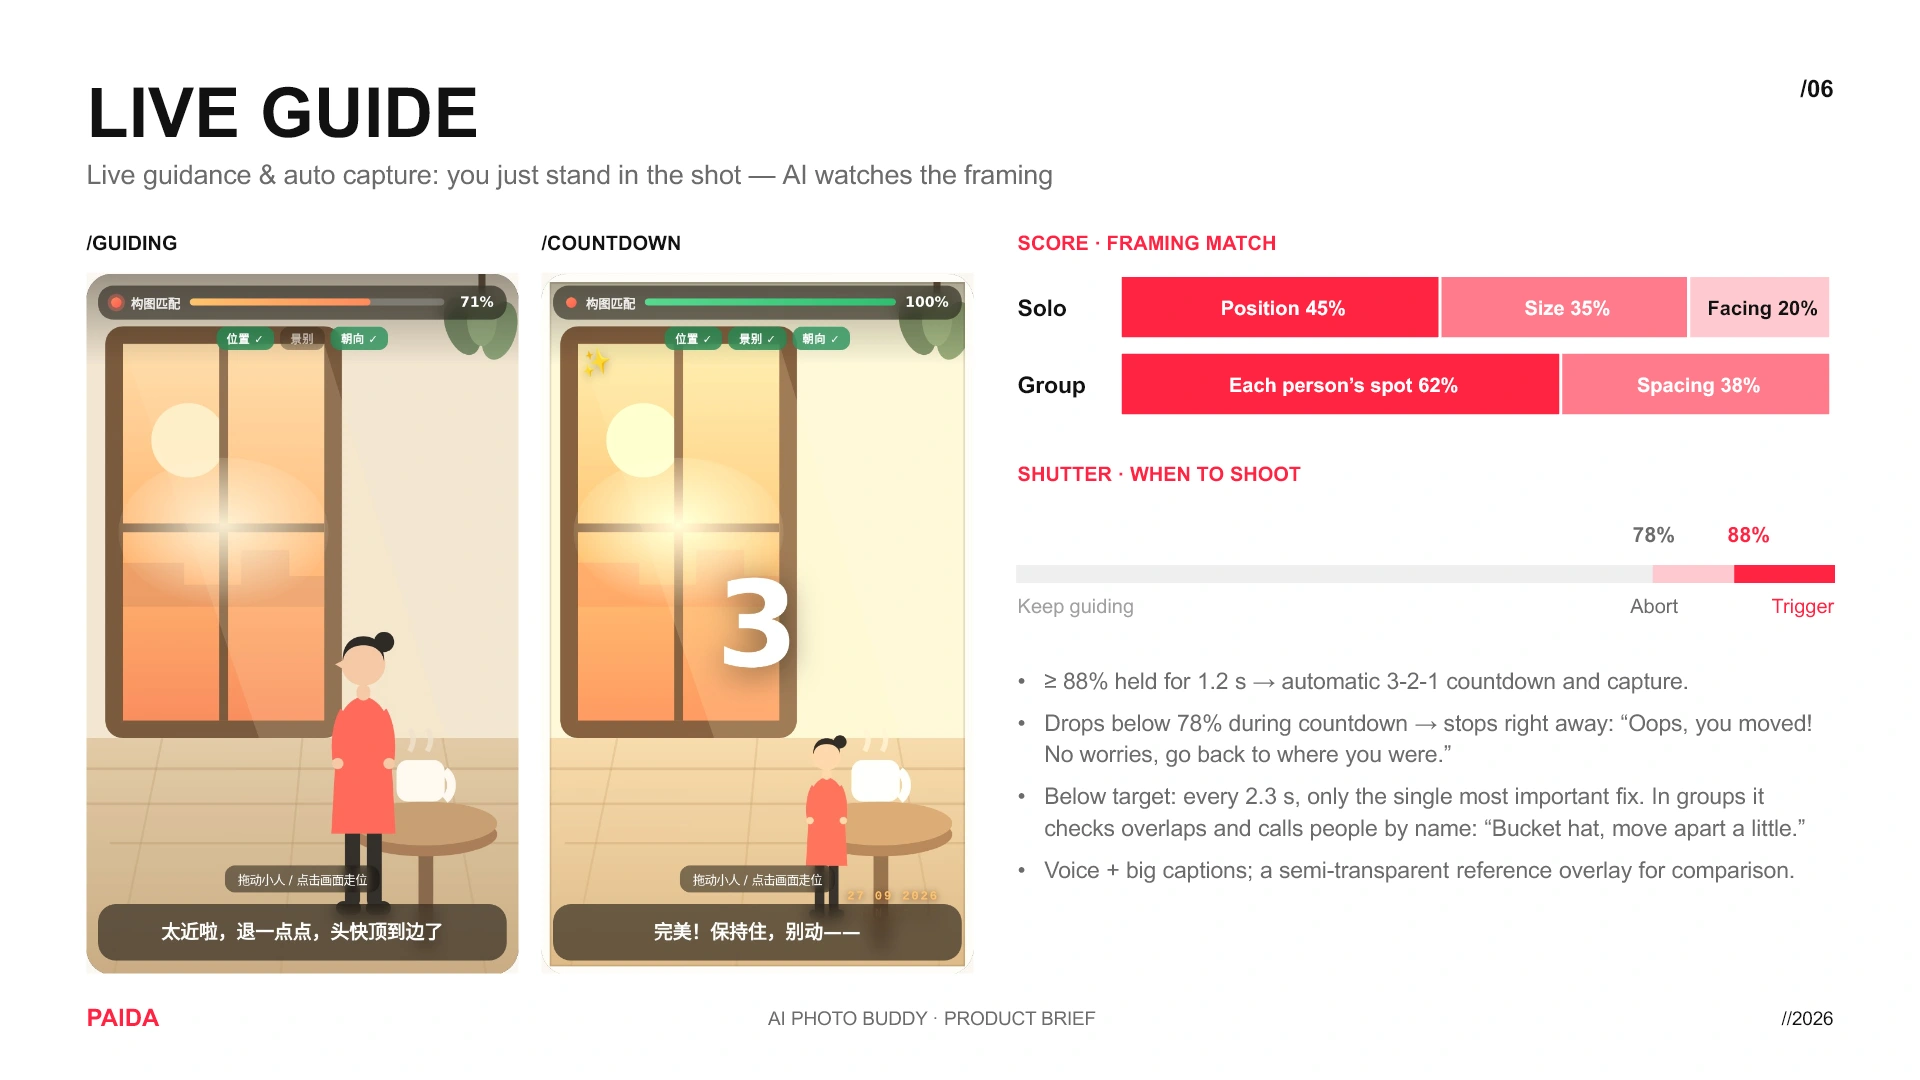 LIVE GUIDE
/06
Live guidance & auto capture: you just stand in the shot — AI watches the framing
/GUIDING
构图匹配 71%
位置 ✓ 景别 朝向 ✓
拖动小人 / 点击画面走位
太近啦，退一点点，头快顶到边了
/COUNTDOWN
构图匹配 100%
位置 ✓ 景别 ✓ 朝向 ✓
3
拖动小人 / 点击画面走位
27 09 2026
完美！保持住，别动——
SCORE · FRAMING MATCH
Solo Position 45% Size 35% Facing 20%
Group Each person’s spot 62% Spacing 38%
SHUTTER · WHEN TO SHOOT
78% 88%
Keep guiding Abort Trigger
• ≥ 88% held for 1.2 s → automatic 3-2-1 countdown and capture.
• Drops below 78% during countdown → stops right away: “Oops, you moved!
No worries, go back to where you were.”
• Below target: every 2.3 s, only the single most important fix. In groups it
checks overlaps and calls people by name: “Bucket hat, move apart a little.”
• Voice + big captions; a semi-transparent reference overlay for comparison.
PAIDA
AI PHOTO BUDDY · PRODUCT BRIEF
//2026